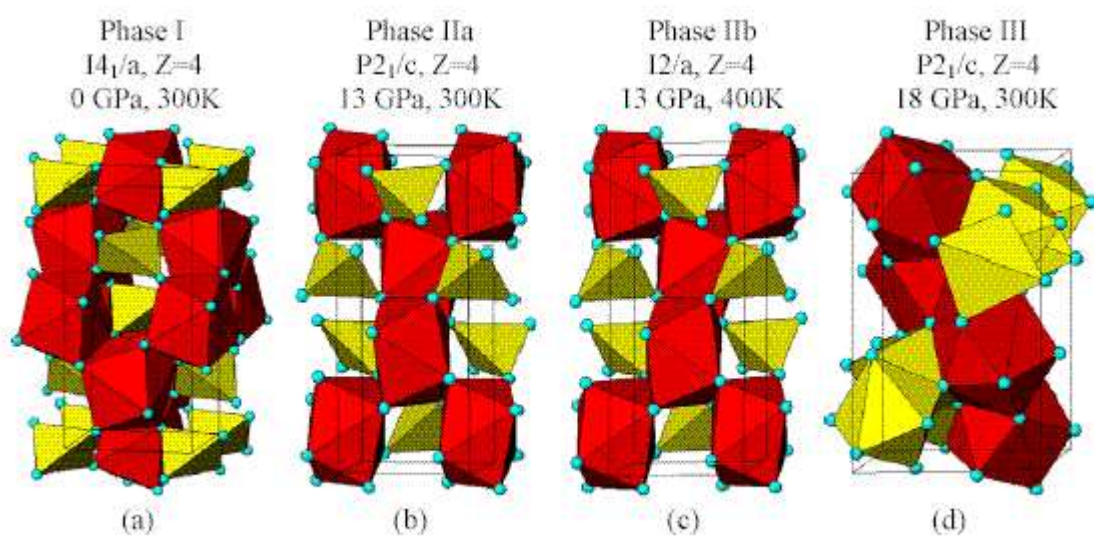 Phase I
I4₁/a, Z=4
0 GPa, 300K
Phase IIa
P2₁/c, Z=4
13 GPa, 300K
Phase IIb
I2/a, Z=4
13 GPa, 400K
Phase III
P2₁/c, Z=4
18 GPa, 300K
(a)
(b)
(c)
(d)